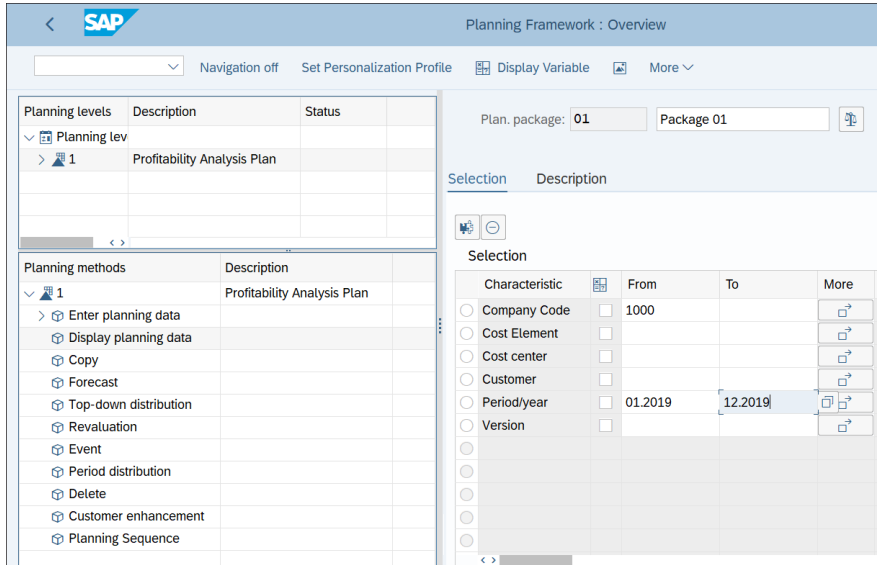 SAP
Planning Framework : Overview
Navigation off Set Personalization Profile Display Variable More
Planning levels Description Status
Planning lev
1 Profitability Analysis Plan
Planning methods Description
1 Profitability Analysis Plan
Enter planning data
Display planning data
Copy
Forecast
Top-down distribution
Revaluation
Event
Period distribution
Delete
Customer enhancement
Planning Sequence
Plan. package: 01 Package 01
Selection Description
Selection
Characteristic From To More
Company Code 1000
Cost Element
Cost center
Customer
Period/year 01.2019 12.2019
Version